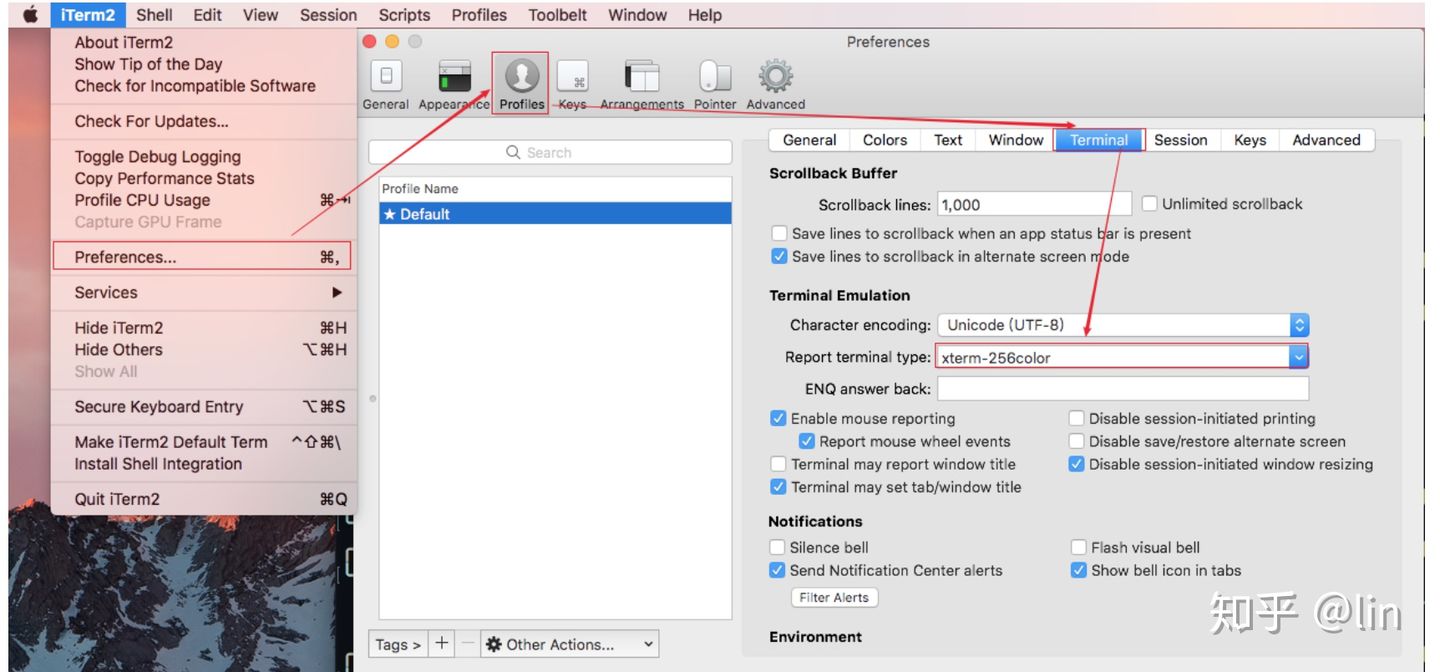 iTerm2 Shell Edit View Session Scripts Profiles Toolbelt Window Help
About iTerm2
Show Tip of the Day
Check for Incompatible Software
Check For Updates...
Toggle Debug Logging
Copy Performance Stats
Profile CPU Usage ⌘⇥
Capture GPU Frame
Preferences... ⌘,
Services ▶
Hide iTerm2 ⌘H
Hide Others ⌥⌘H
Show All
Secure Keyboard Entry ⌥⌘S
Make iTerm2 Default Term ^⇧⌘\
Install Shell Integration
Quit iTerm2 ⌘Q
Preferences
General Appearance Profiles Keys Arrangements Pointer Advanced
Search
Profile Name
★ Default
Tags > + − Other Actions...
General Colors Text Window Terminal Session Keys Advanced
Scrollback Buffer
Scrollback lines: 1,000 Unlimited scrollback
Save lines to scrollback when an app status bar is present
Save lines to scrollback in alternate screen mode
Terminal Emulation
Character encoding: Unicode (UTF-8)
Report terminal type: xterm-256color
ENQ answer back:
Enable mouse reporting Disable session-initiated printing
Report mouse wheel events Disable save/restore alternate screen
Terminal may report window title Disable session-initiated window resizing
Terminal may set tab/window title
Notifications
Silence bell Flash visual bell
Send Notification Center alerts Show bell icon in tabs
Filter Alerts
Environment
知乎 @lin